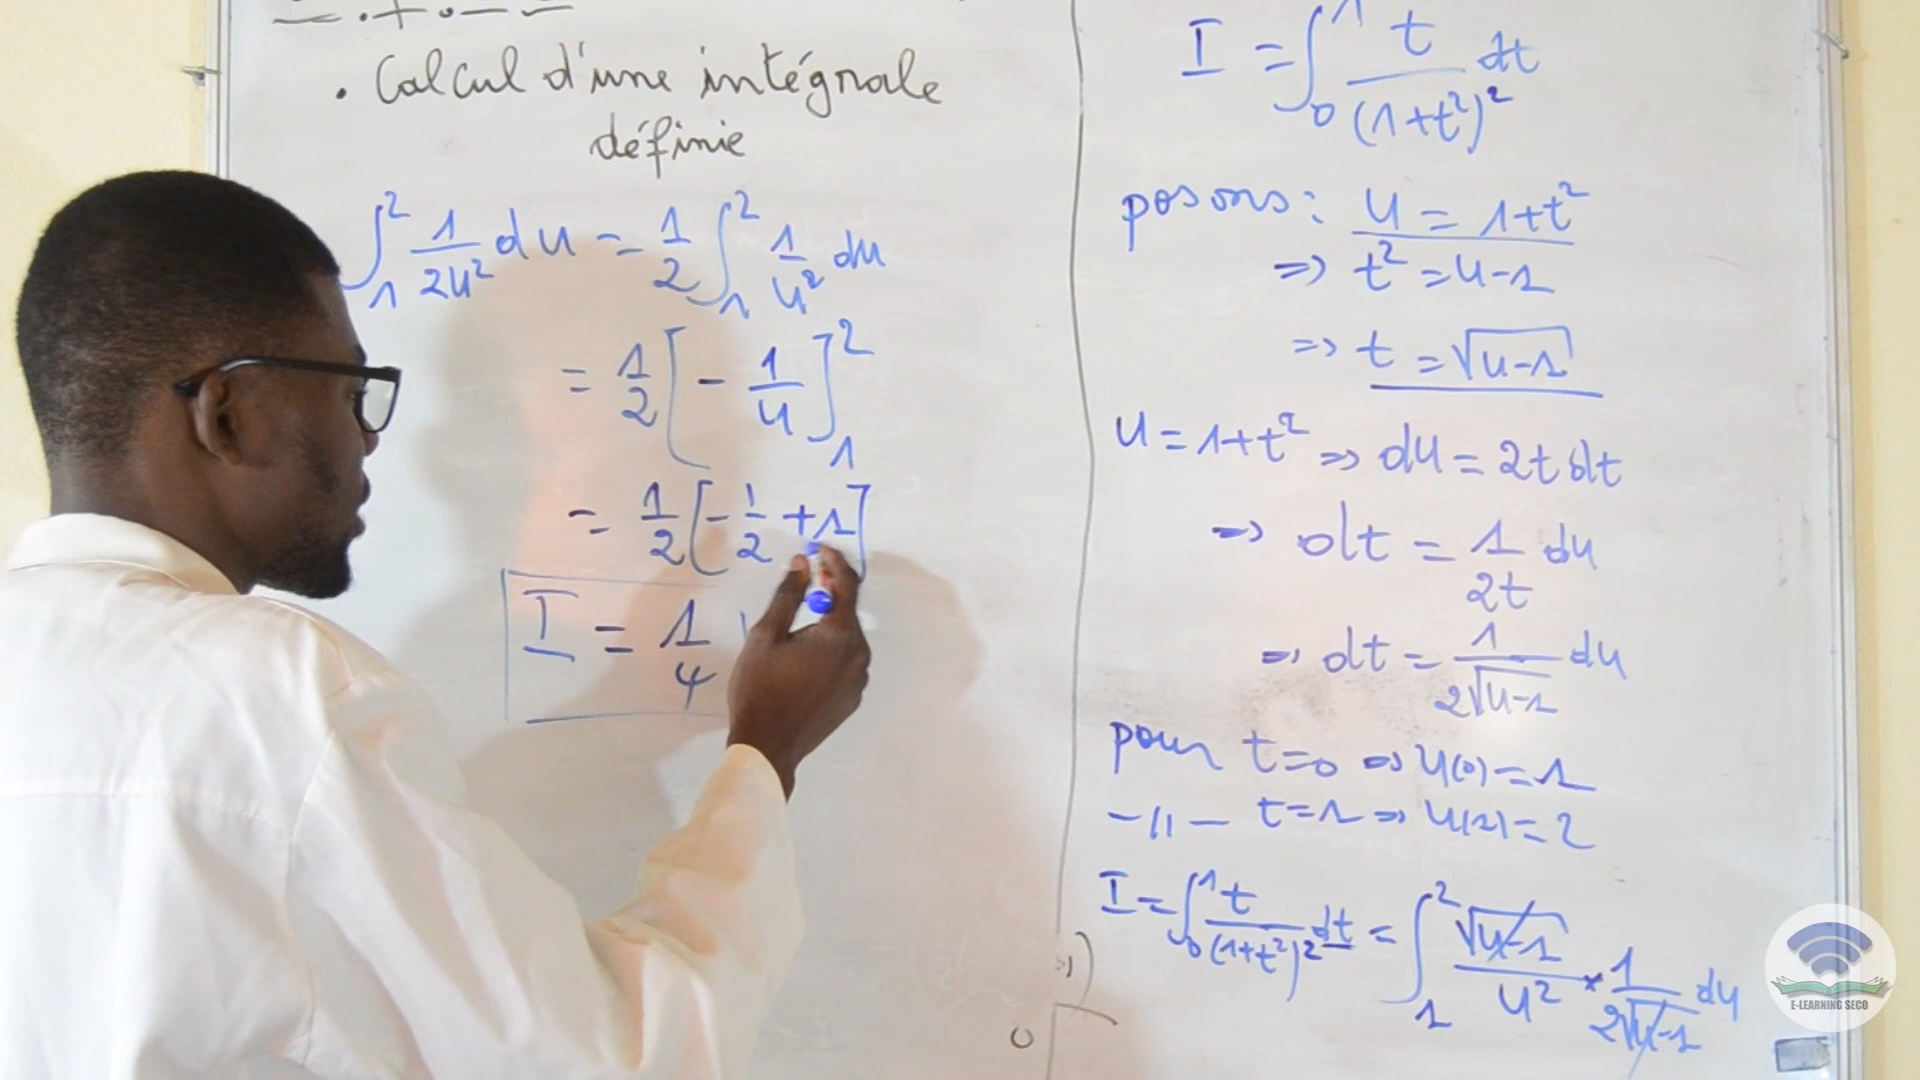 . Calcul d'une intégrale
définie
∫₁² 1/2u² du = 1/2 ∫₁² 1/u² du
= 1/2 [- 1/u]₁²
= 1/2 [- 1/2 + 1]
I = 1/4
I = ∫₀¹ t/(1+t²)² dt
posons : u = 1+t²
=> t² = u-1
=> t = √(u-1)
u = 1+t² => du = 2t dt
=> dt = 1/2t du
=> dt = 1/2√(u-1) du
pour t=0 => u(0) = 1
-//- t=1 => u(1) = 2
I = ∫₀¹ t/(1+t²)² dt = ∫₁² √(u-1)/u² × 1/2√(u-1) du
E-LEARNING SECO